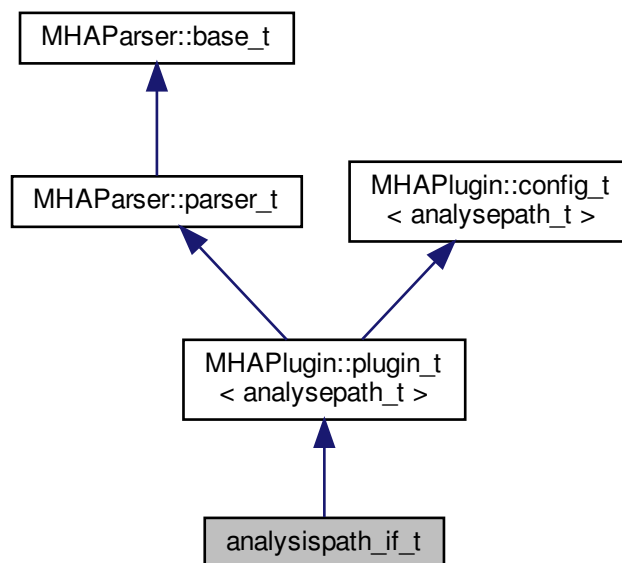 MHAParser::base_t
MHAParser::parser_t
MHAPlugin::config_t
< analysepath_t >
MHAPlugin::plugin_t
< analysepath_t >
analysispath_if_t